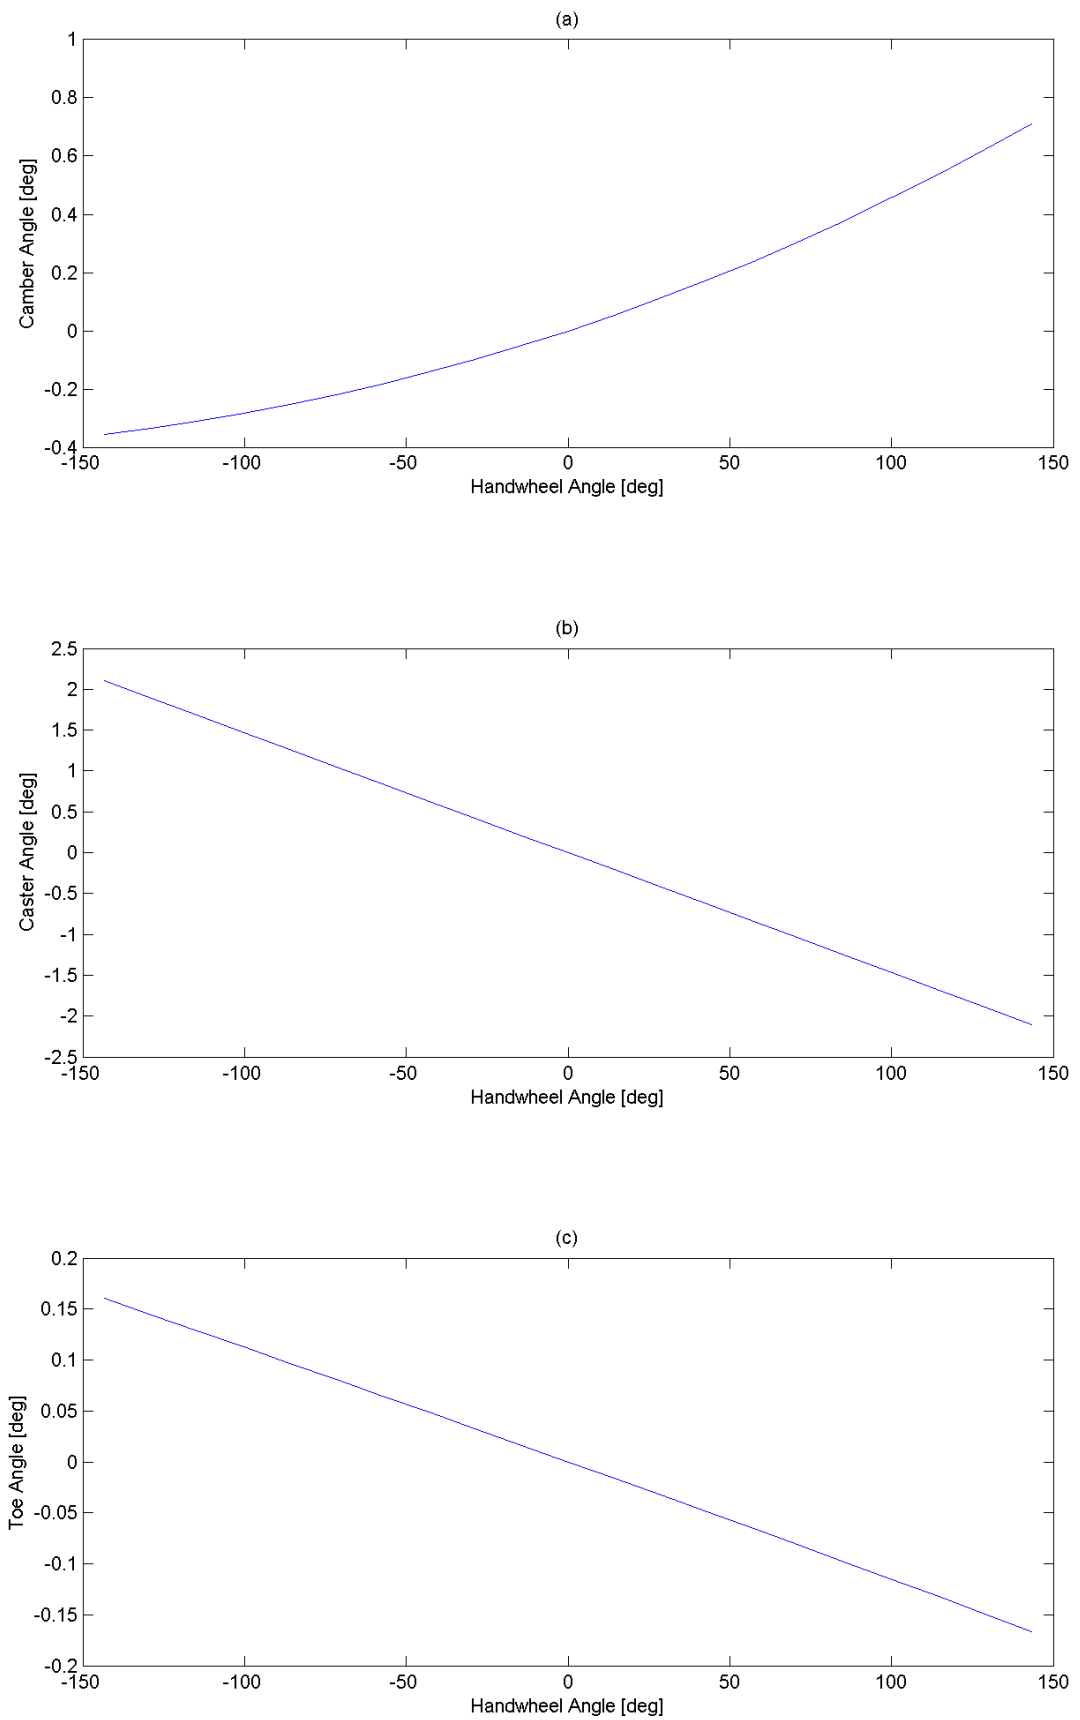 (a)
1
0.8
0.6
0.4
0.2
0
-0.2
-0.4
Camber Angle [deg]
-150 -100 -50 0 50 100 150
Handwheel Angle [deg]
(b)
2.5
2
1.5
1
0.5
0
-0.5
-1
-1.5
-2
-2.5
Caster Angle [deg]
-150 -100 -50 0 50 100 150
Handwheel Angle [deg]
(c)
0.2
0.15
0.1
0.05
0
-0.05
-0.1
-0.15
-0.2
Toe Angle [deg]
-150 -100 -50 0 50 100 150
Handwheel Angle [deg]